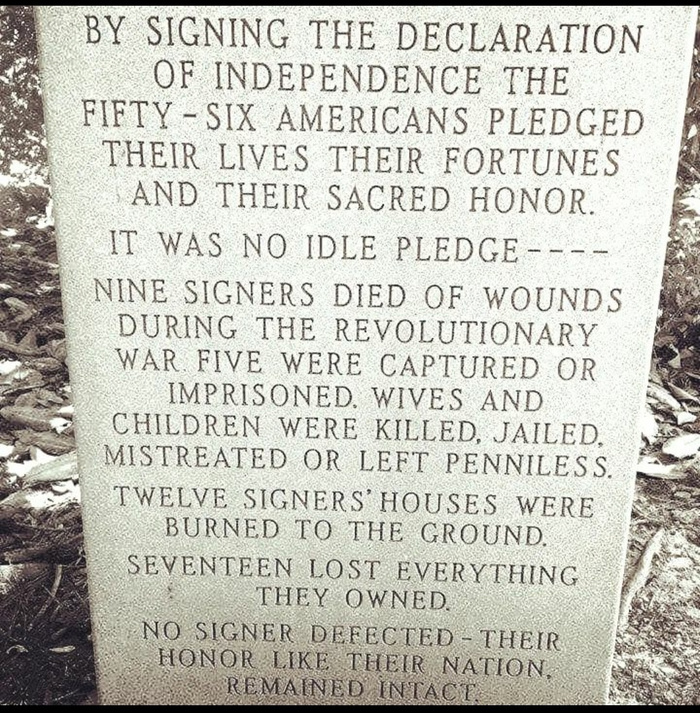 BY SIGNING THE DECLARATION
OF INDEPENDENCE THE
FIFTY-SIX AMERICANS PLEDGED
THEIR LIVES THEIR FORTUNES
AND THEIR SACRED HONOR.
IT WAS NO IDLE PLEDGE----
NINE SIGNERS DIED OF WOUNDS
DURING THE REVOLUTIONARY
WAR. FIVE WERE CAPTURED OR
IMPRISONED. WIVES AND
CHILDREN WERE KILLED, JAILED,
MISTREATED OR LEFT PENNILESS.
TWELVE SIGNERS' HOUSES WERE
BURNED TO THE GROUND.
SEVENTEEN LOST EVERYTHING
THEY OWNED.
NO SIGNER DEFECTED-THEIR
HONOR LIKE THEIR NATION,
REMAINED INTACT.